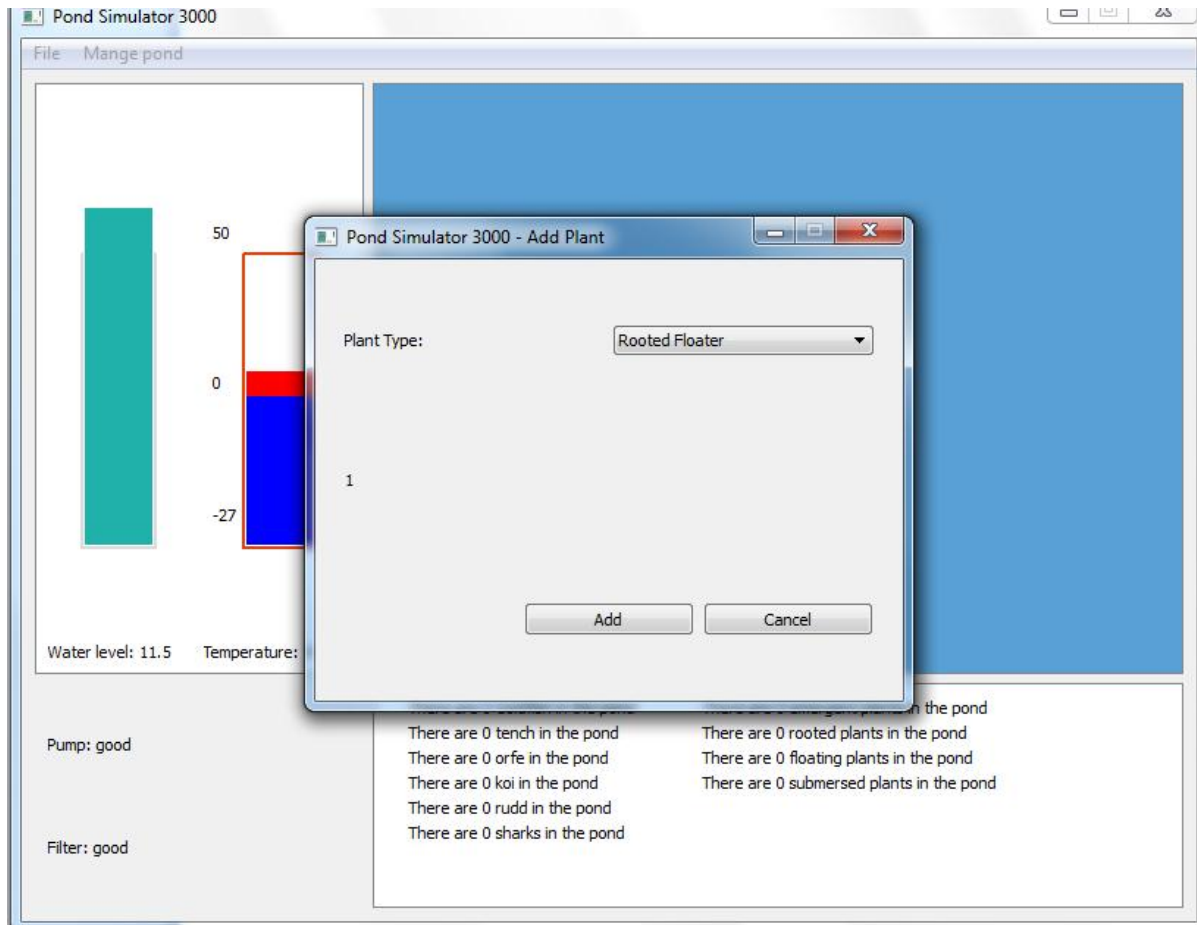 Pond Simulator 3000
File Mange pond
50
0
-27
Water level: 11.5 Temperature:
Pump: good
Filter: good
Pond Simulator 3000 - Add Plant
Plant Type: Rooted Floater
1
Add Cancel
in the pond
There are 0 tench in the pond There are 0 rooted plants in the pond
There are 0 orfe in the pond There are 0 floating plants in the pond
There are 0 koi in the pond There are 0 submersed plants in the pond
There are 0 rudd in the pond
There are 0 sharks in the pond